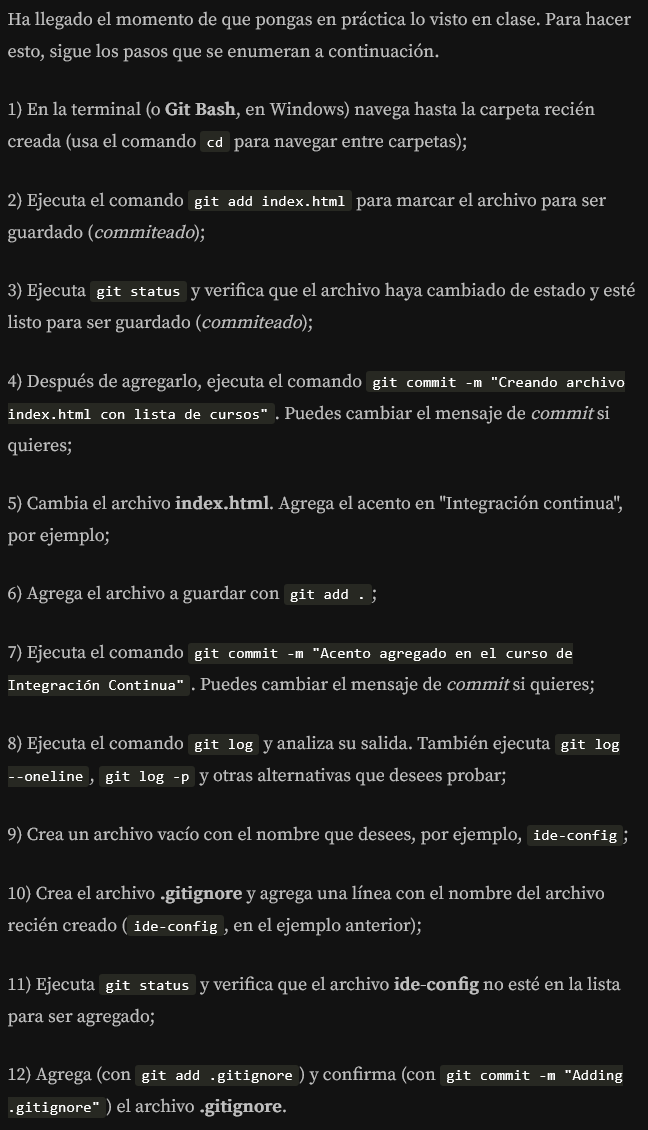 Ha llegado el momento de que pongas en práctica lo visto en clase. Para hacer
esto, sigue los pasos que se enumeran a continuación.
1) En la terminal (o Git Bash, en Windows) navega hasta la carpeta recién
creada (usa el comando cd para navegar entre carpetas);
2) Ejecuta el comando git add index.html para marcar el archivo para ser
guardado (commiteado);
3) Ejecuta git status y verifica que el archivo haya cambiado de estado y esté
listo para ser guardado (commiteado);
4) Después de agregarlo, ejecuta el comando git commit -m "Creando archivo
index.html con lista de cursos" . Puedes cambiar el mensaje de commit si
quieres;
5) Cambia el archivo index.html. Agrega el acento en "Integración continua",
por ejemplo;
6) Agrega el archivo a guardar con git add . ;
7) Ejecuta el comando git commit -m "Acento agregado en el curso de
Integración Continua" . Puedes cambiar el mensaje de commit si quieres;
8) Ejecuta el comando git log y analiza su salida. También ejecuta git log
--oneline , git log -p y otras alternativas que desees probar;
9) Crea un archivo vacío con el nombre que desees, por ejemplo, ide-config ;
10) Crea el archivo .gitignore y agrega una línea con el nombre del archivo
recién creado ( ide-config , en el ejemplo anterior);
11) Ejecuta git status y verifica que el archivo ide-config no esté en la lista
para ser agregado;
12) Agrega (con git add .gitignore ) y confirma (con git commit -m "Adding
.gitignore" ) el archivo .gitignore.